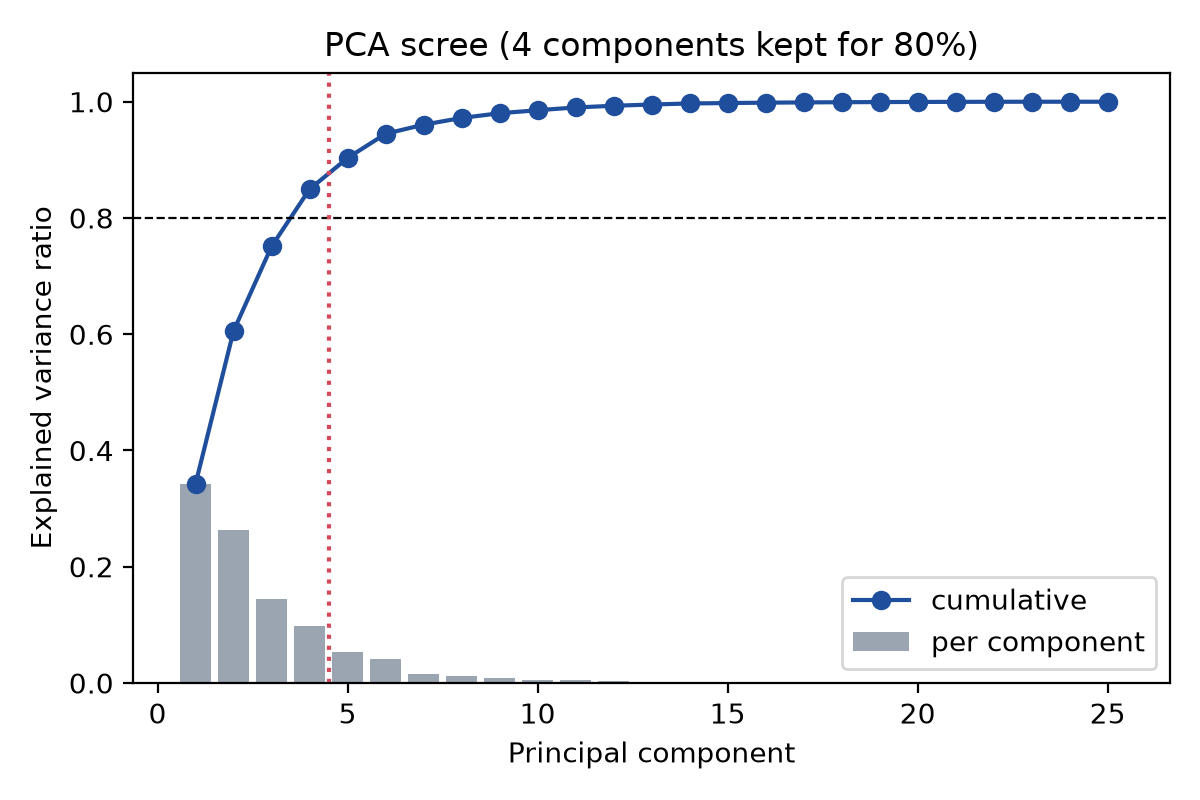 PCA scree (4 components kept for 80%)
Explained variance ratio
1.0
0.8
0.6
0.4
0.2
0.0
0 5 10 15 20 25
Principal component
cumulative
per component